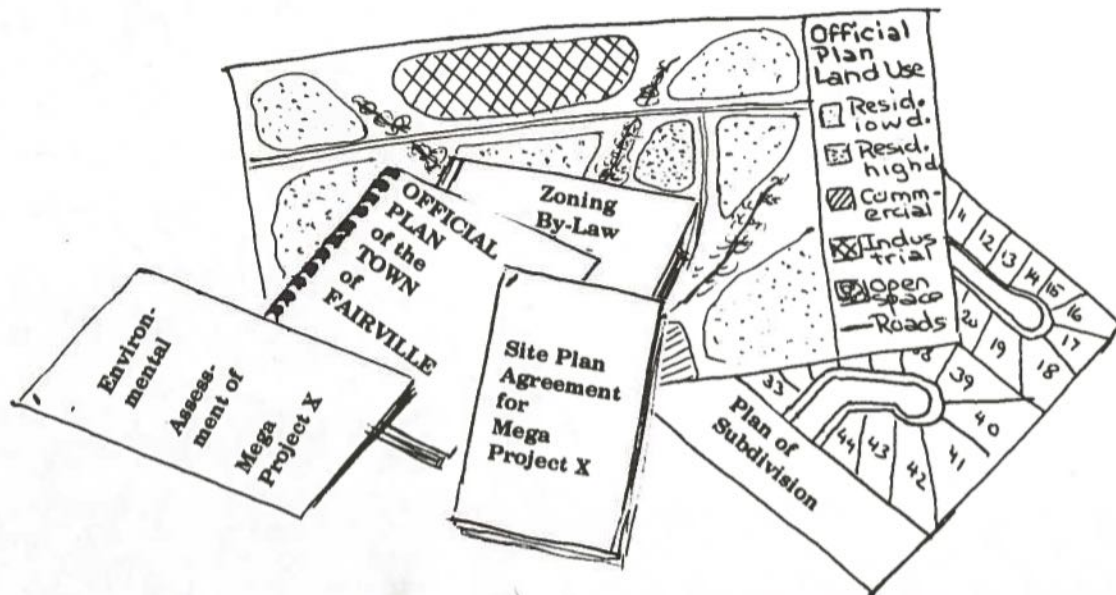 Official
Plan
Land Use
Resid.
lowd.
Resid.
highd
Comm-
ercial
Indus
trial
Open
space
Roads
Zoning
By-Law
OFFICIAL
PLAN
of the
TOWN
of
FAIRVILLE
Environ-
mental
Assess-
ment of
Mega
Project X
Site Plan
Agreement
for
Mega
Project X
Plan of
Subdivision
11
12
13
14
15
16
17
18
19
20
33
39
40
41
42
43
44